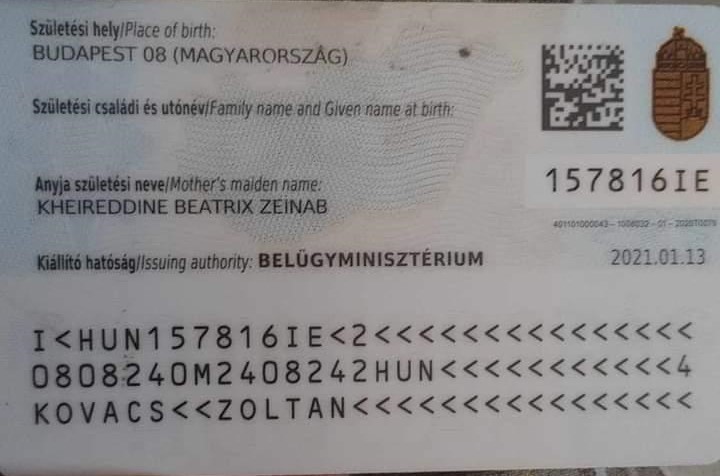 Születési hely/Place of birth:
BUDAPEST 08 (MAGYARORSZÁG)
Születési családi és utónév/Family name and Given name at birth:
157816IE
Anyja születési neve/Mother's maiden name:
KHEIREDDINE BEATRIX ZEINAB
Kiállító hatóság/Issuing authority: BELÜGYMINISZTÉRIUM
2021.01.13
I<HUN157816IE<2<<<<<<<<<<<<<<<
0808240M2408242HUN<<<<<<<<<<<4
KOVACS<<ZOLTAN<<<<<<<<<<<<<<<<